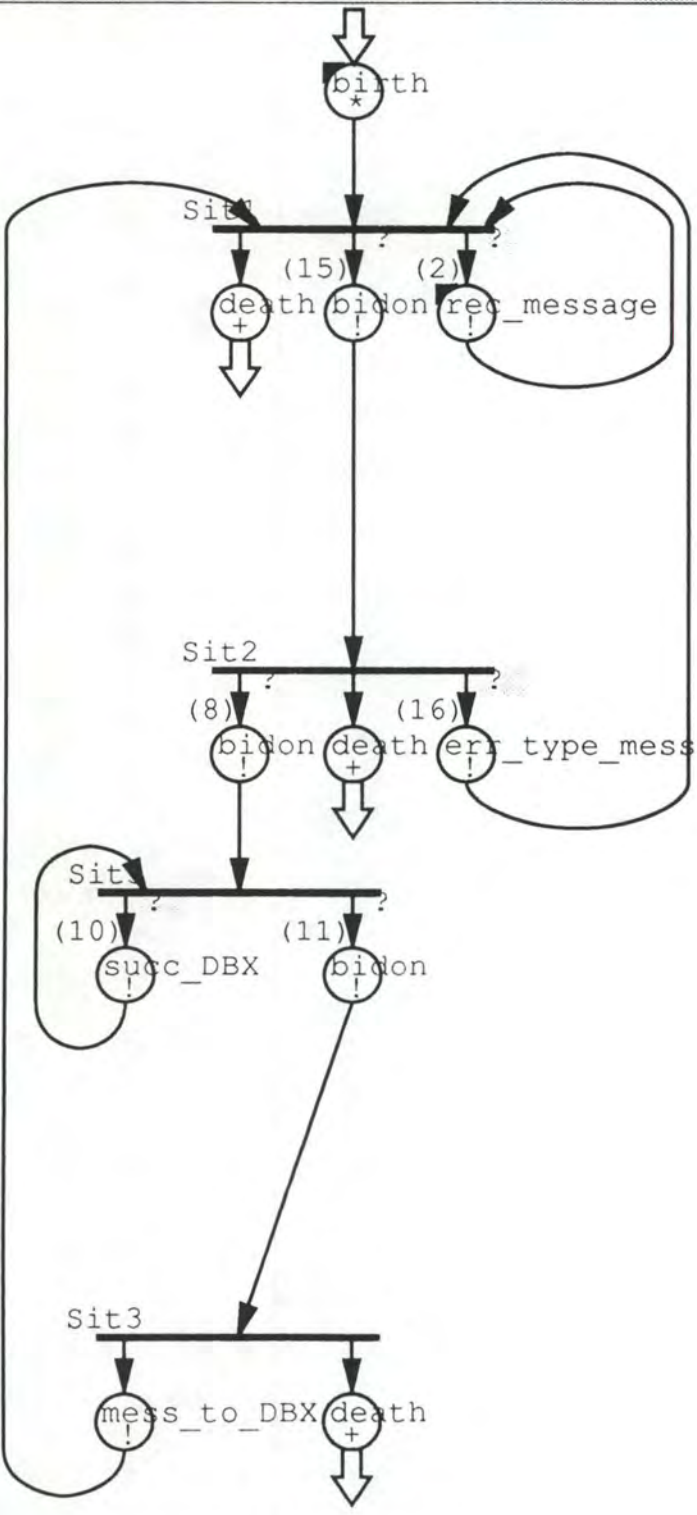 birth
*
Sit1
? ?
(15) (2)
death bidon rec_message
+ ! !
Sit2
? ?
(8) (16)
bidon death err_type_mess
! + !
? ?
(10) (11)
succ_DBX bidon
! !
Sit3
mess_to_DBX death
! +